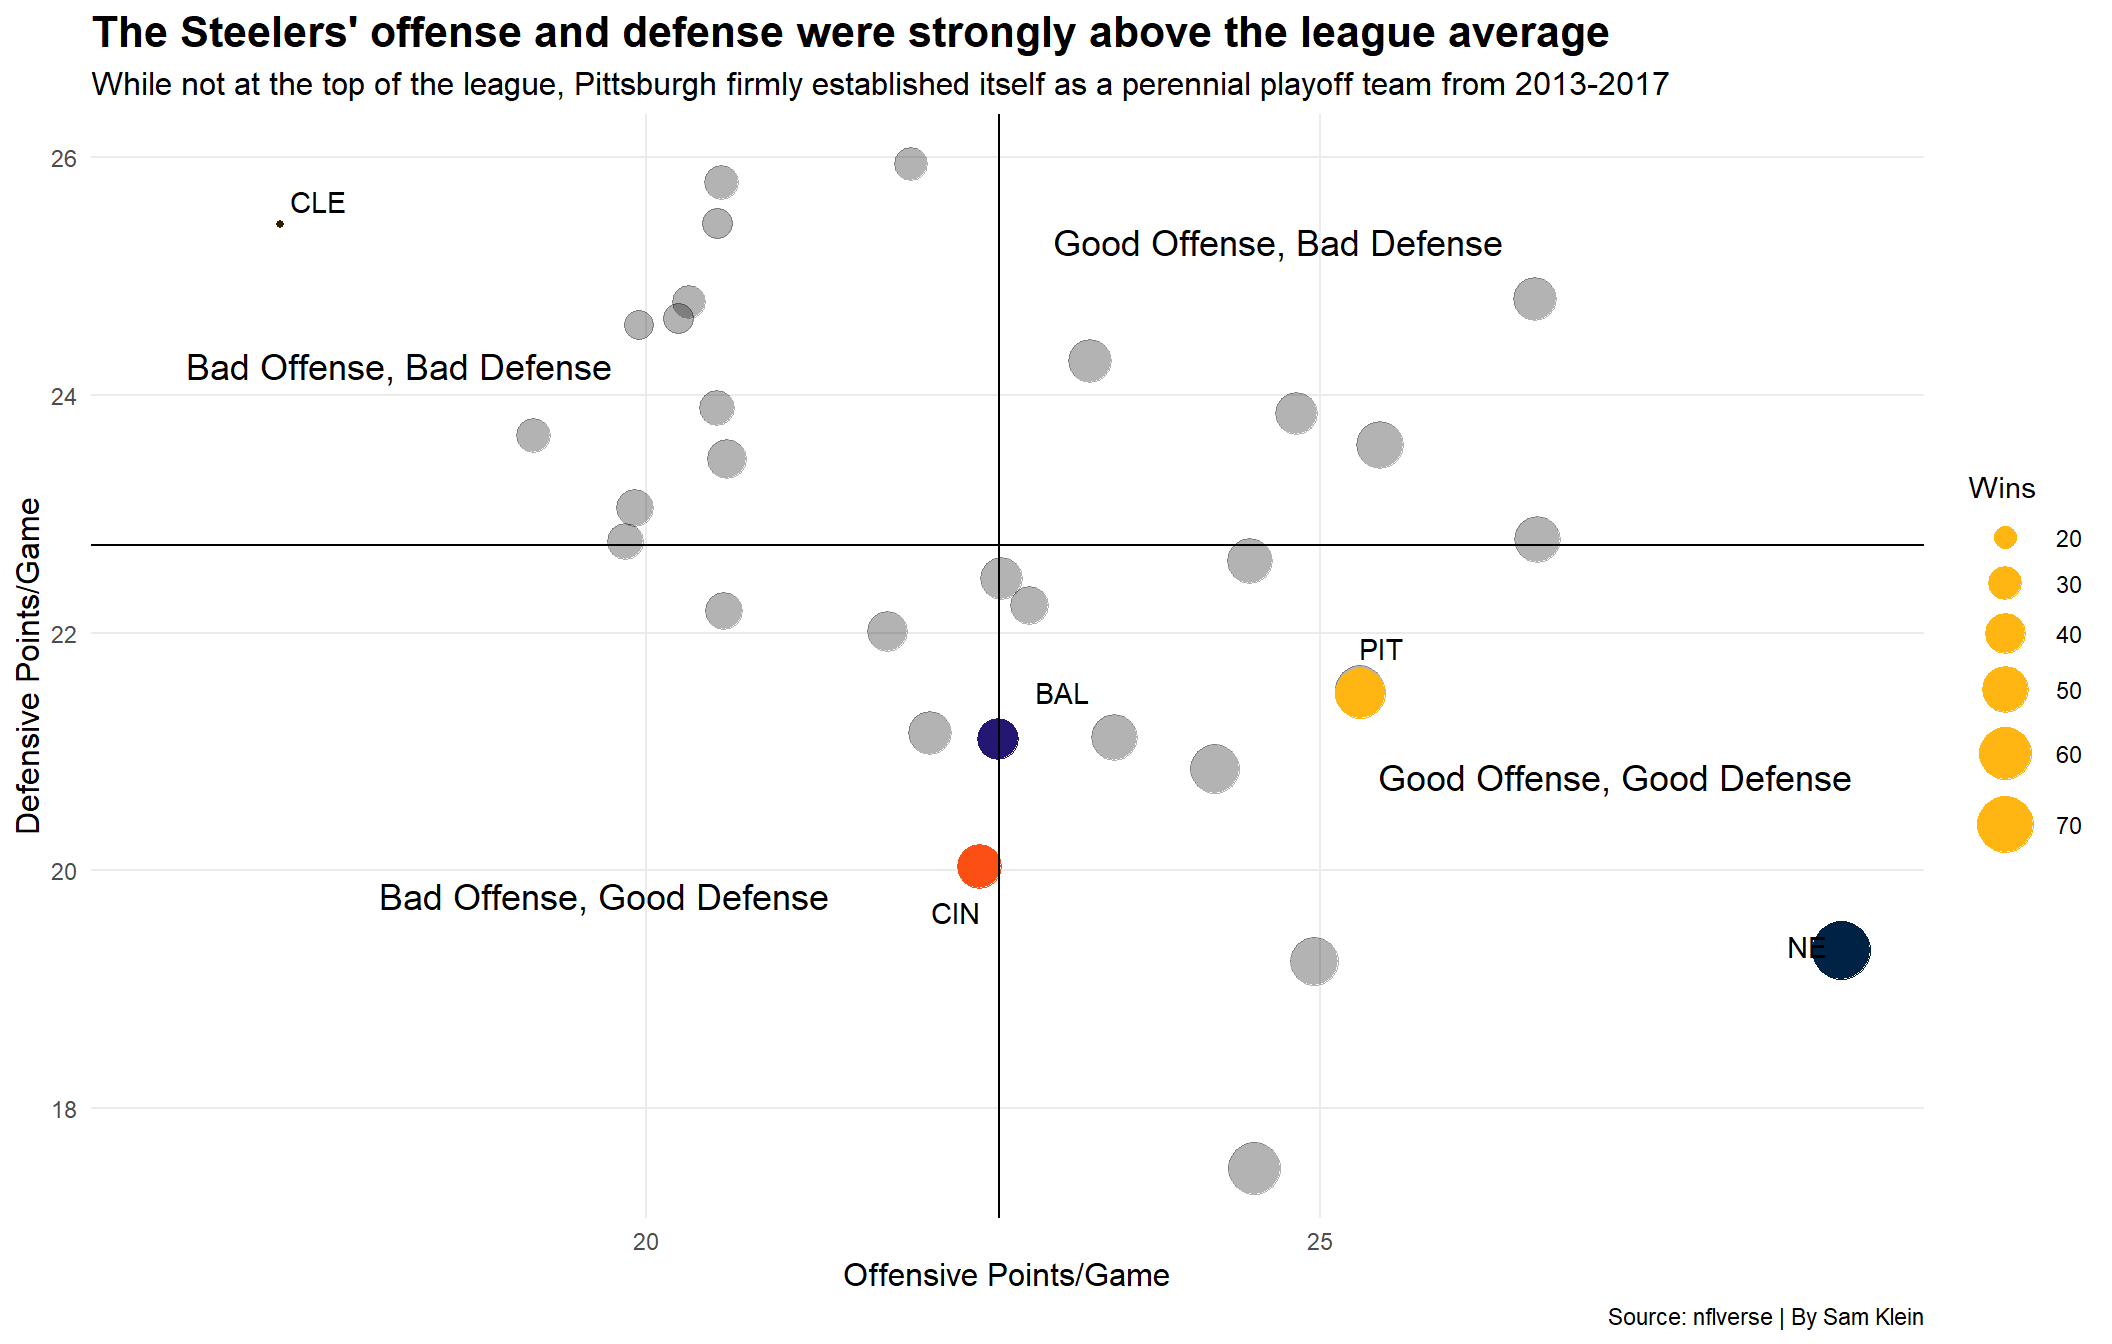 The Steelers' offense and defense were strongly above the league average
While not at the top of the league, Pittsburgh firmly established itself as a perennial playoff team from 2013-2017
26
CLE
Good Offense, Bad Defense
Bad Offense, Bad Defense
24
Defensive Points/Game
22
PIT
BAL
Good Offense, Good Defense
20
Bad Offense, Good Defense
CIN
NE
18
20
25
Offensive Points/Game
Wins
20
30
40
50
60
70
Source: nflverse | By Sam Klein